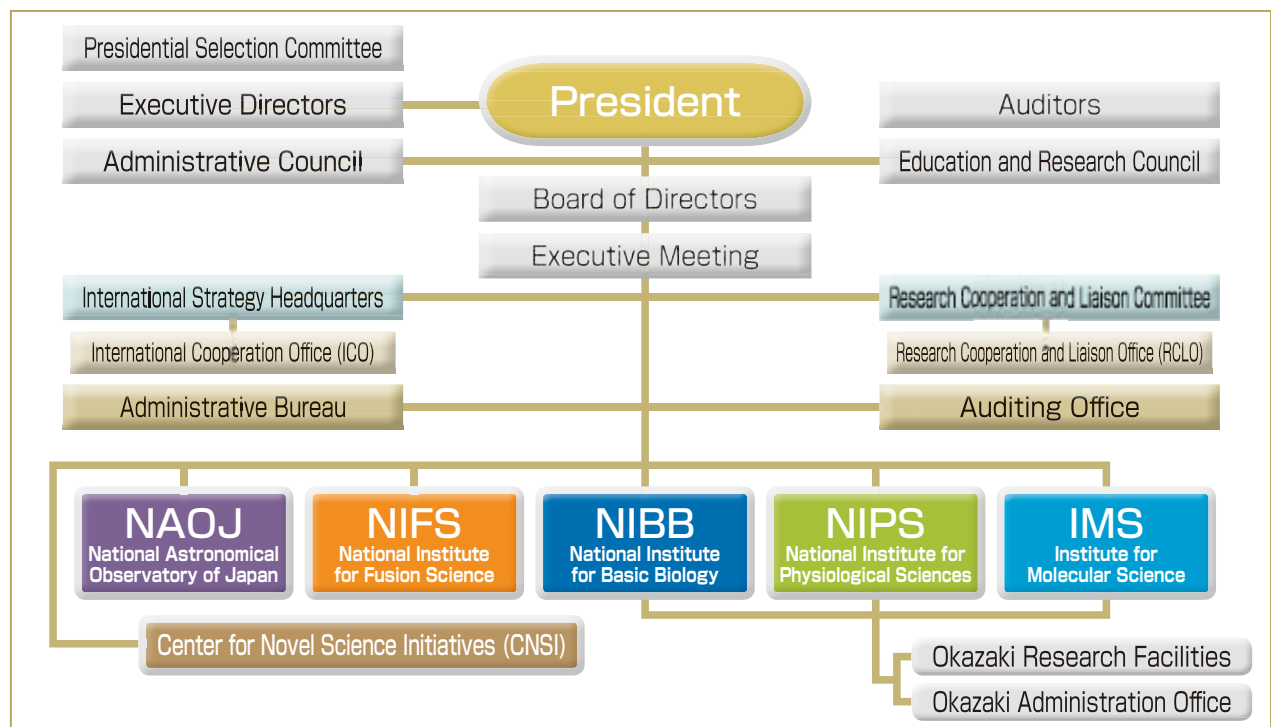 Presidential Selection Committee
President
Executive Directors
Auditors
Administrative Council
Education and Research Council
Board of Directors
Executive Meeting
International Strategy Headquarters
Research Cooperation and Liaison Committee
International Cooperation Office (ICO)
Research Cooperation and Liaison Office (RCLO)
Administrative Bureau
Auditing Office
NAOJ
National Astronomical
Observatory of Japan
NIFS
National Institute
for Fusion Science
NIBB
National Institute
for Basic Biology
NIPS
National Institute for
Physiological Sciences
IMS
Institute for
Molecular Science
Center for Novel Science Initiatives (CNSI)
Okazaki Research Facilities
Okazaki Administration Office